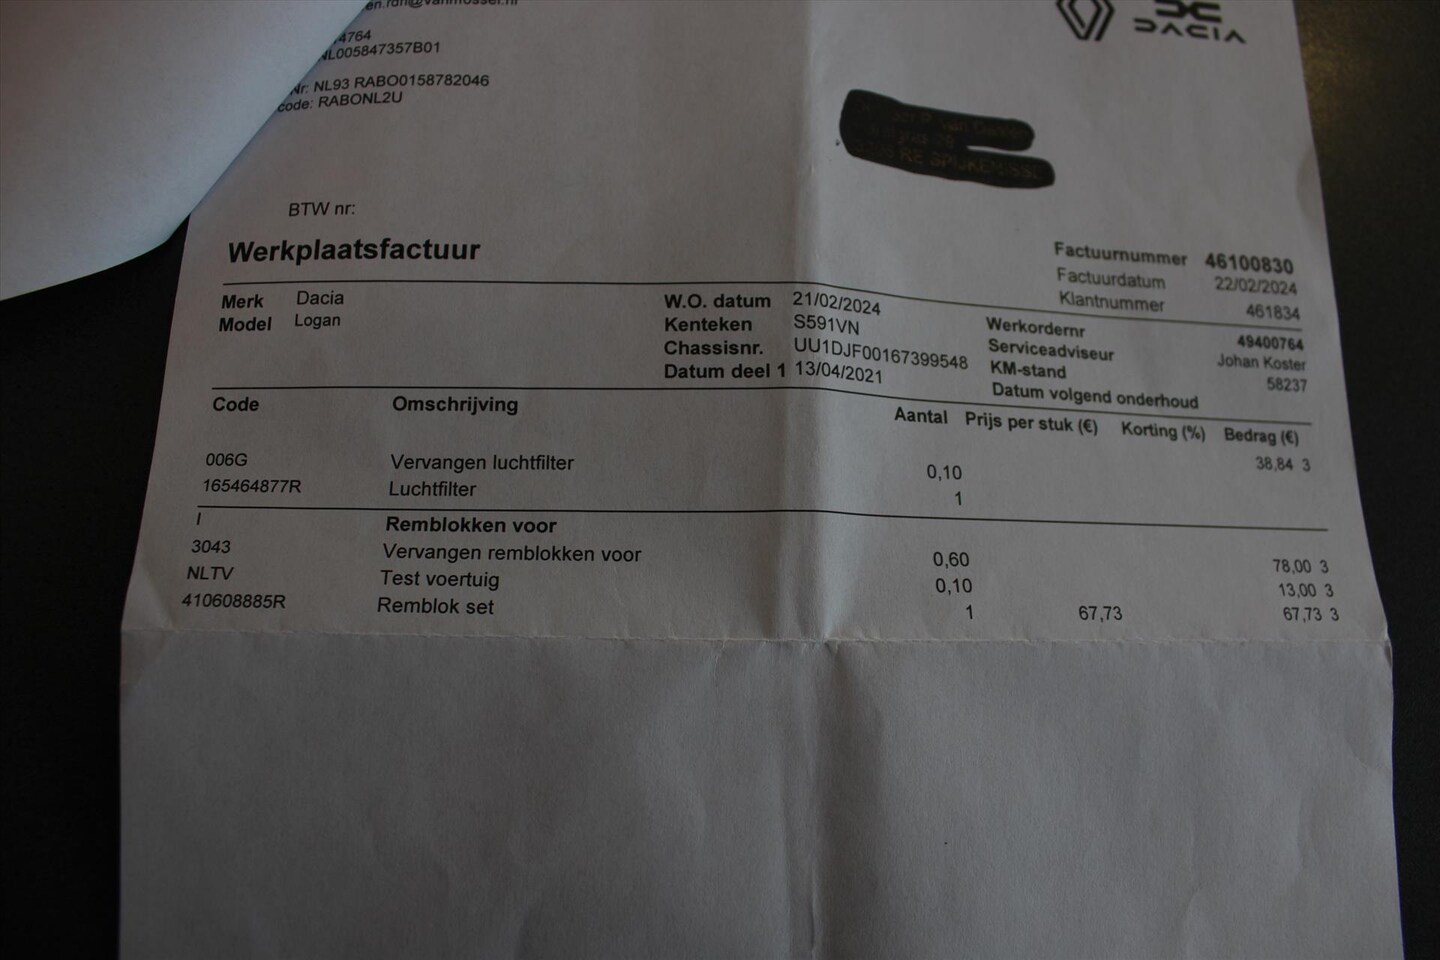 4764
NL005847357B01
Nr: NL93 RABO0158782046
code: RABONL2U
DACIA
BTW nr:
Werkplaatsfactuur
Factuurnummer 46100830
Factuurdatum 22/02/2024
Klantnummer 461834
Merk Dacia
Model Logan
W.O. datum 21/02/2024
Kenteken S591VN
Chassisnr. UU1DJF00167399548
Datum deel 1 13/04/2021
Werkordernr 49400764
Serviceadviseur Johan Koster
KM-stand 58237
Datum volgend onderhoud
Code Omschrijving Aantal Prijs per stuk (€) Korting (%) Bedrag (€)
006G Vervangen luchtfilter 0,10 38,84 3
165464877R Luchtfilter 1
I Remblokken voor
3043 Vervangen remblokken voor 0,60 78,00 3
NLTV Test voertuig 0,10 13,00 3
410608885R Remblok set 1 67,73 67,73 3